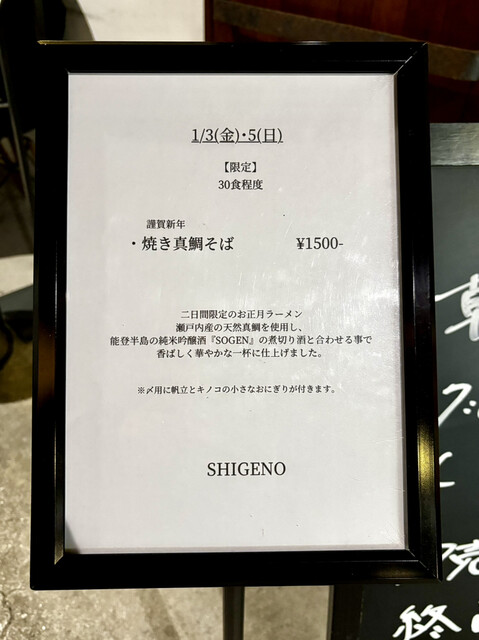 1/3(金)・5(日)
【限定】
30食程度
謹賀新年
・焼き真鯛そば ¥1500-
二日間限定のお正月ラーメン
瀬戸内産の天然真鯛を使用し、
能登半島の純米吟醸酒『SOGEN』の煮切り酒と合わせる事で
香ばしく華やかな一杯に仕上げました。
※〆用に帆立とキノコの小さなおにぎりが付きます。
SHIGENO